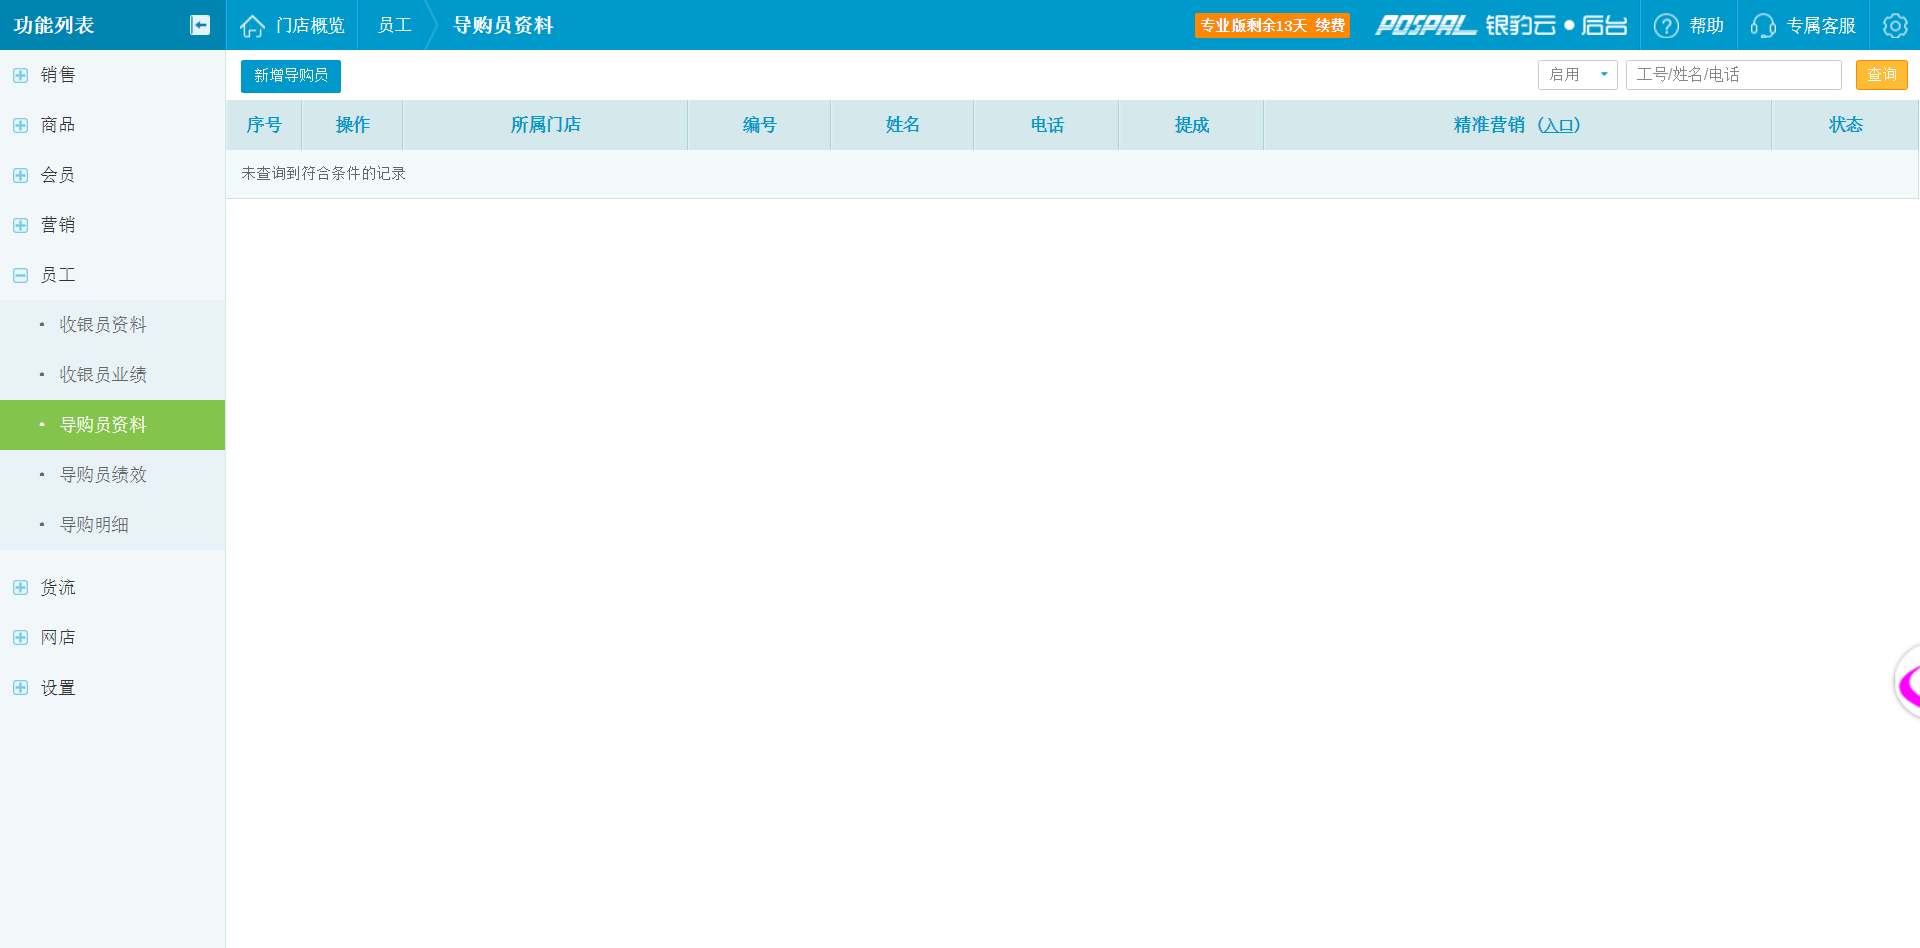 功能列表
门店概览
员工
导购员资料
专业版剩余13天 续费
POSPAL 银豹云●后台
帮助
专属客服
销售
商品
会员
营销
员工
• 收银员资料
• 收银员业绩
• 导购员资料
• 导购员绩效
• 导购明细
货流
网店
设置
新增导购员
启用
工号/姓名/电话
查询
序号 操作 所属门店 编号 姓名 电话 提成 精准营销 (入口) 状态
未查询到符合条件的记录